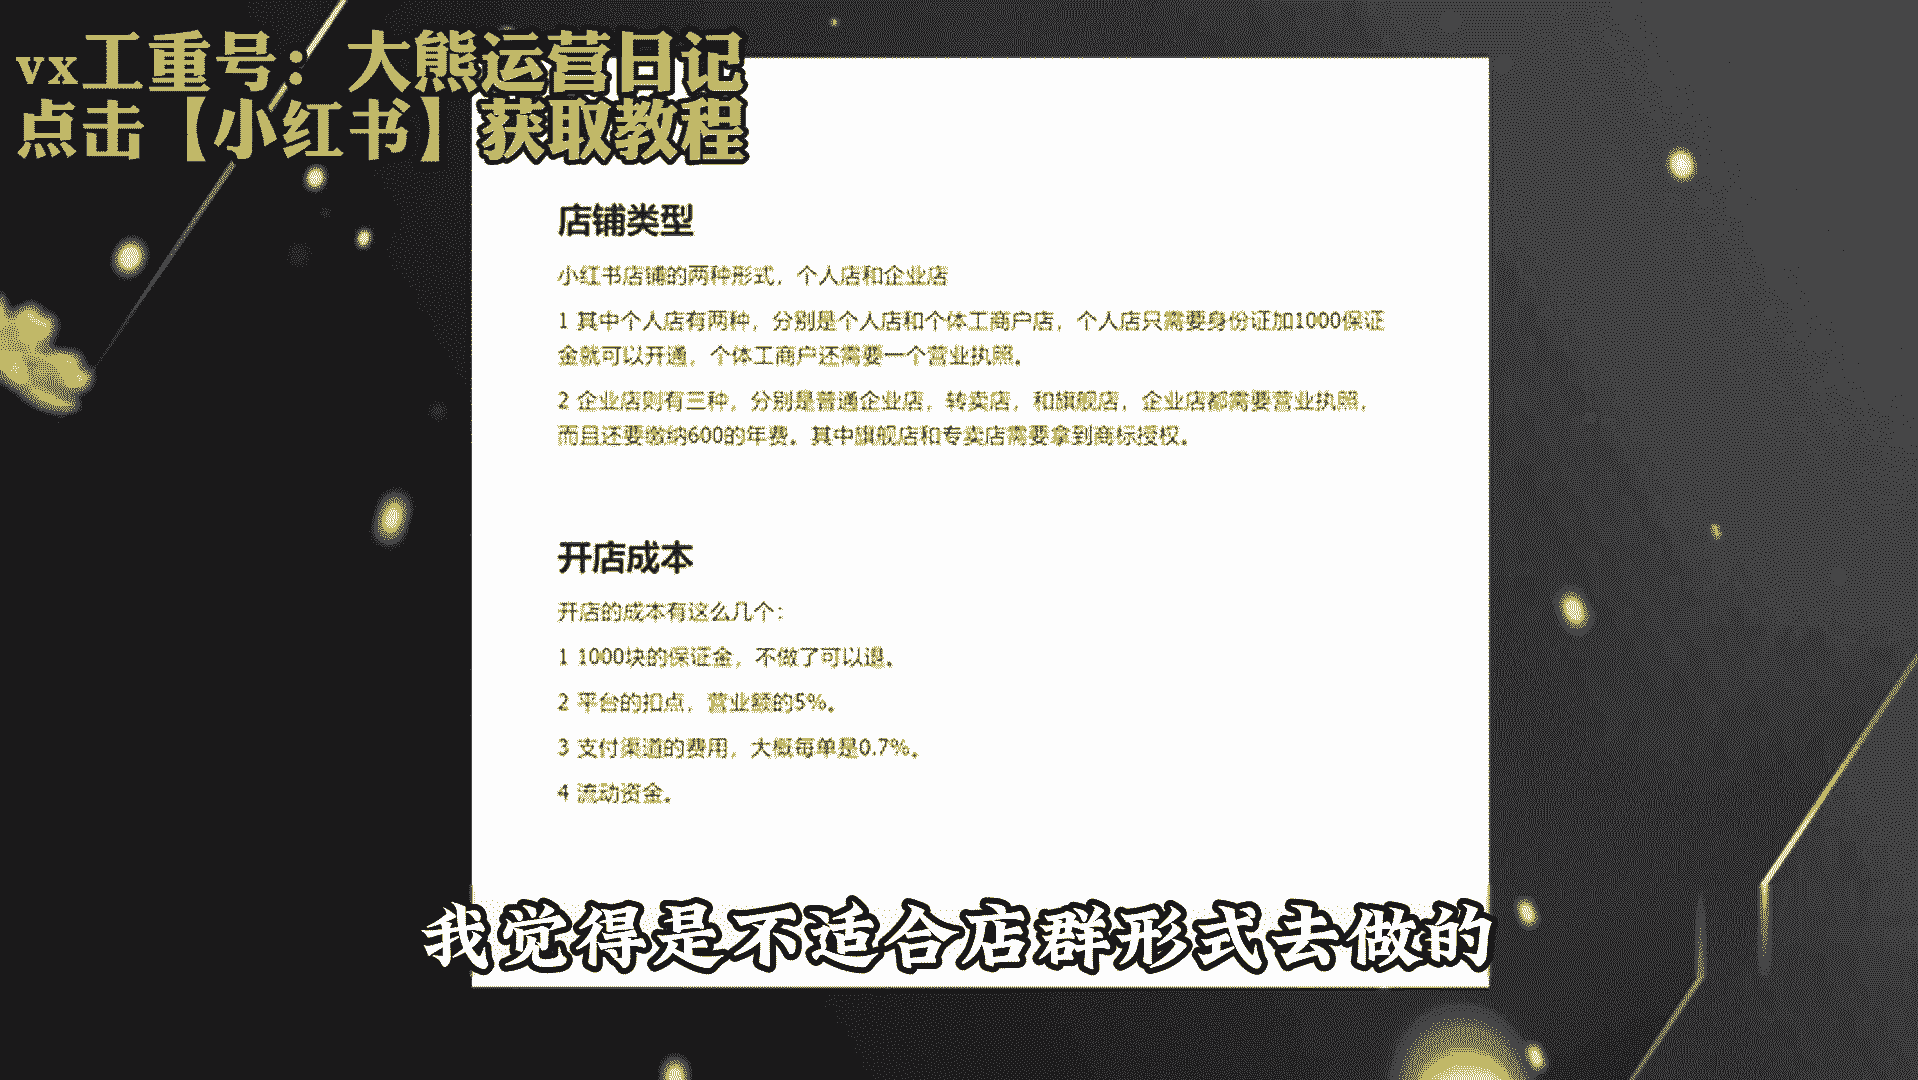 vx工重号：大熊运营日记
点击【小红书】获取教程
店铺类型
小红书店铺的两种形式，个人店和企业店
1 其中个人店有两种，分别是个人店和个体工商户店，个人店只需要身份证加1000保证
金就可以开通，个体工商户还需要一个营业执照。
2 企业店则有三种，分别是普通企业店，转卖店，和旗舰店，企业店都需要营业执照，
而且还要缴纳600的年费。其中旗舰店和专卖店需要拿到商标授权。
开店成本
开店的成本有这么几个：
1 1000块的保证金，不做了可以退。
2 平台的扣点，营业额的5%。
3 支付渠道的费用，大概每单是0.7%。
4 流动资金。
我觉得是不适合店群形式去做的